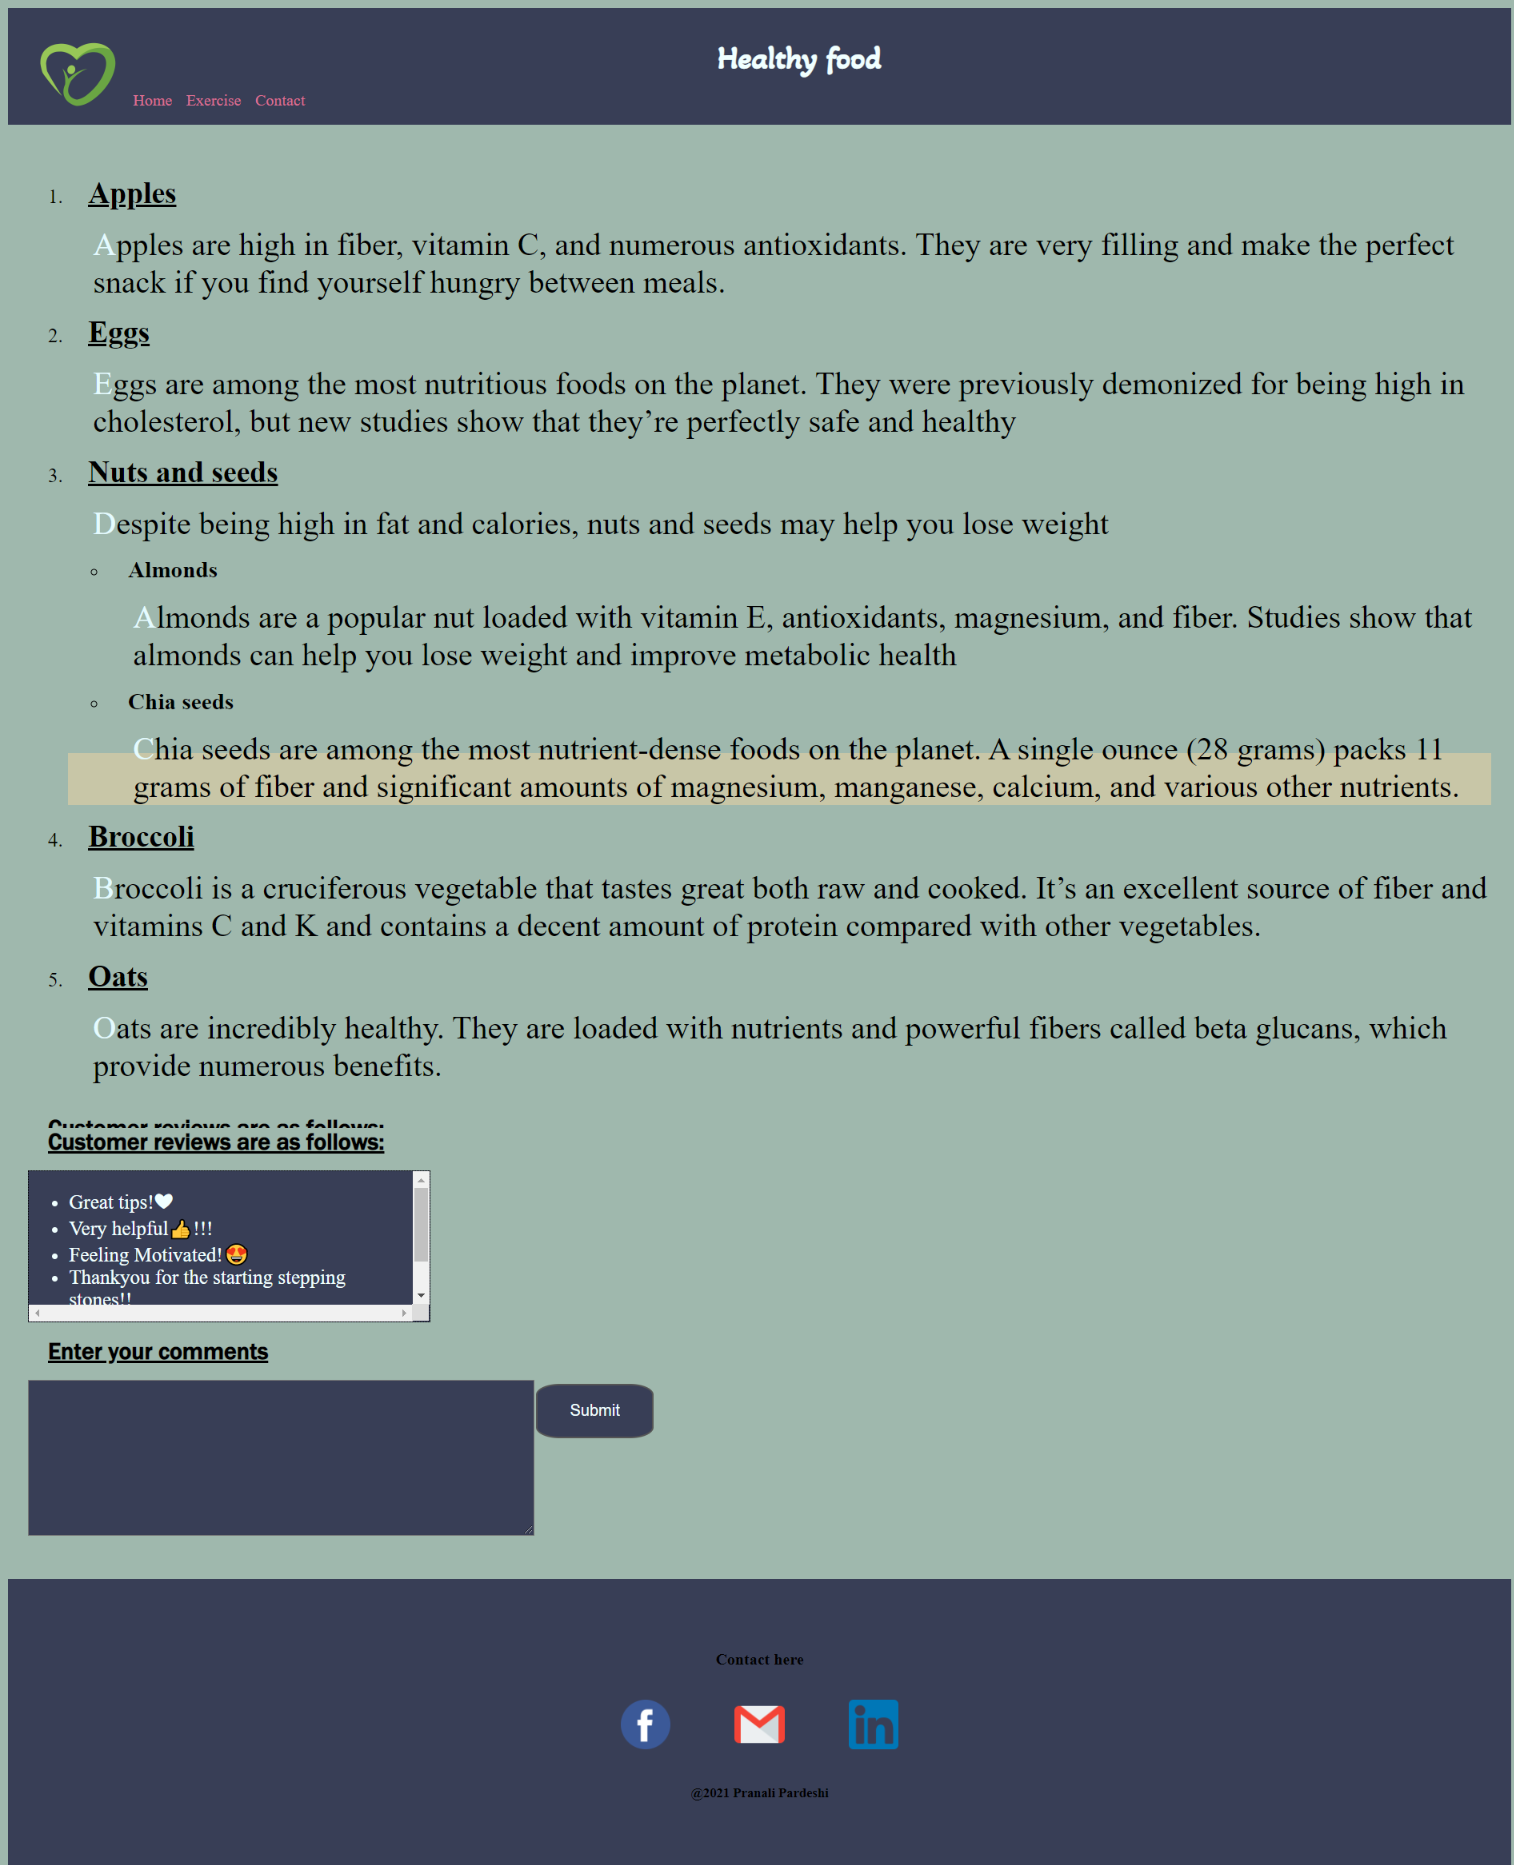 Healthy food
Home Exercise Contact
1. Apples
Apples are high in fiber, vitamin C, and numerous antioxidants. They are very filling and make the perfect
snack if you find yourself hungry between meals.
2. Eggs
Eggs are among the most nutritious foods on the planet. They were previously demonized for being high in
cholesterol, but new studies show that they’re perfectly safe and healthy
3. Nuts and seeds
Despite being high in fat and calories, nuts and seeds may help you lose weight
Almonds
Almonds are a popular nut loaded with vitamin E, antioxidants, magnesium, and fiber. Studies show that
almonds can help you lose weight and improve metabolic health
Chia seeds
Chia seeds are among the most nutrient-dense foods on the planet. A single ounce (28 grams) packs 11
grams of fiber and significant amounts of magnesium, manganese, calcium, and various other nutrients.
4. Broccoli
Broccoli is a cruciferous vegetable that tastes great both raw and cooked. It’s an excellent source of fiber and
vitamins C and K and contains a decent amount of protein compared with other vegetables.
5. Oats
Oats are incredibly healthy. They are loaded with nutrients and powerful fibers called beta glucans, which
provide numerous benefits.
Customer reviews are as follows:
Customer reviews are as follows:
Great tips!🤍
Very helpful👍!!!
Feeling Motivated!😍
Thankyou for the starting stepping
stones!!
Enter your comments
Submit
Contact here
@2021 Pranali Pardeshi